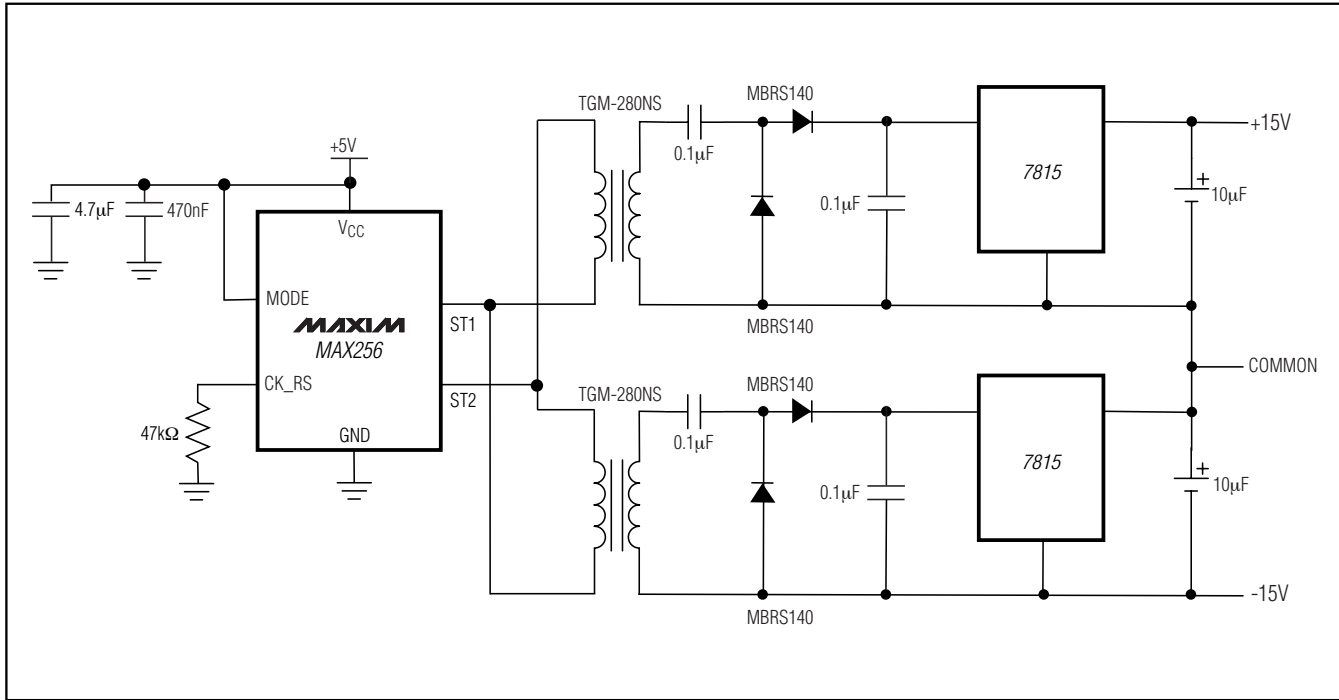 TGM-280NS
MBRS140
0.1µF
0.1µF
7815
+15V
+
10µF
MBRS140
+5V
4.7µF
470nF
VCC
MODE
MAXIM
MAX256
CK_RS
47kΩ
GND
ST1
ST2
COMMON
TGM-280NS
MBRS140
0.1µF
0.1µF
7815
+
10µF
MBRS140
-15V